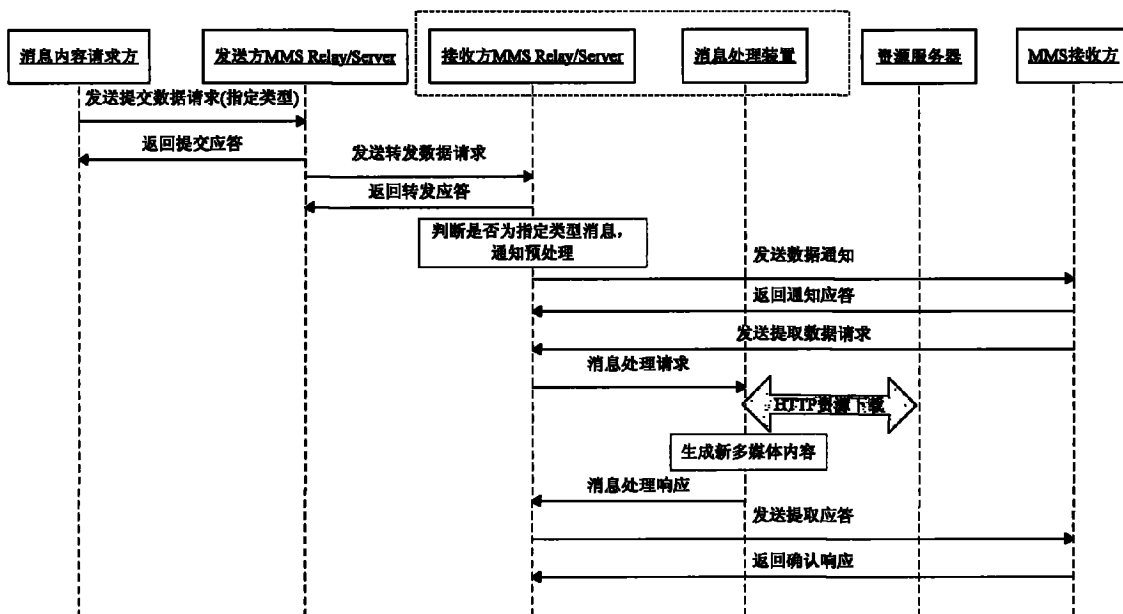 消息内容请求方
发送方MMS Relay/Server
接收方MMS Relay/Server
消息处理装置
资源服务器
MMS接收方
发送提交数据请求(指定类型)
返回提交应答
发送转发数据请求
返回转发应答
判断是否为指定类型消息，
通知预处理
发送数据通知
返回通知应答
发送提取数据请求
消息处理请求
HTTP资源下载
生成新多媒体内容
消息处理响应
发送提取应答
返回确认响应